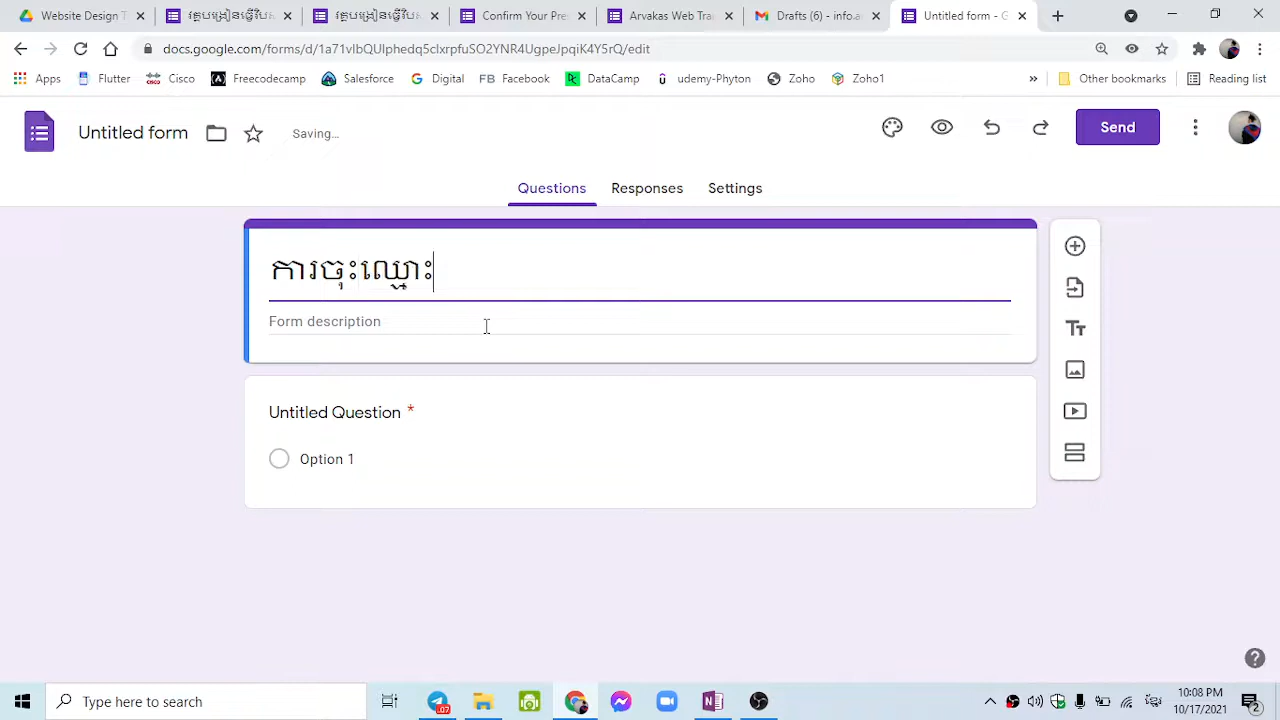 Website Design T
Confirm Your Pre
Arvakas Web Tra
Drafts (6) - info.as
Untitled form - G
docs.google.com/forms/d/1a71vIbQUIphedq5clxrpfuSO2YNR4UgpeJpqiK4Y5rQ/edit
Apps
Flutter
Cisco
Freecodecamp
Salesforce
Digital
Facebook
DataCamp
udemy-Phyton
Zoho
Zoho1
»
Other bookmarks
Reading list
Untitled form
Saving...
Send
Questions
Responses
Settings
ការចុះឈ្មោះ
Form description
Untitled Question *
Option 1
Type here to search
10:08 PM
10/17/2021